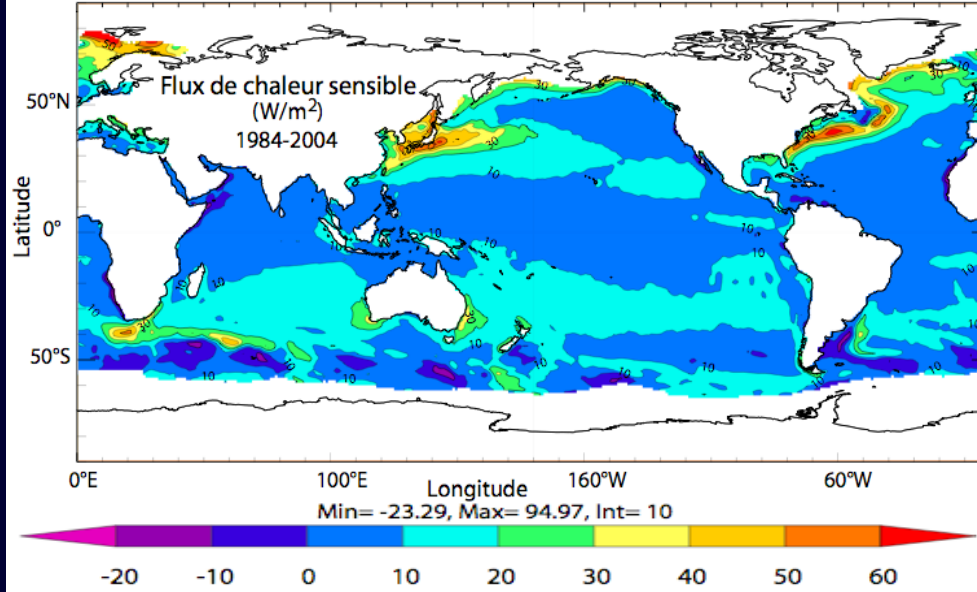 Flux de chaleur sensible
(W/m²)
1984-2004
50°N
0°
50°S
Latitude
0°E
100°E
160°W
60°W
Longitude
Min= -23.29, Max= 94.97, Int= 10
-20
-10
0
10
20
30
40
50
60